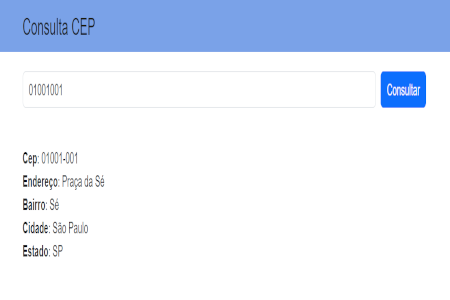 Consulta CEP
01001001
Consultar
Cep: 01001-001
Endereço: Praça da Sé
Bairro: Sé
Cidade: São Paulo
Estado: SP